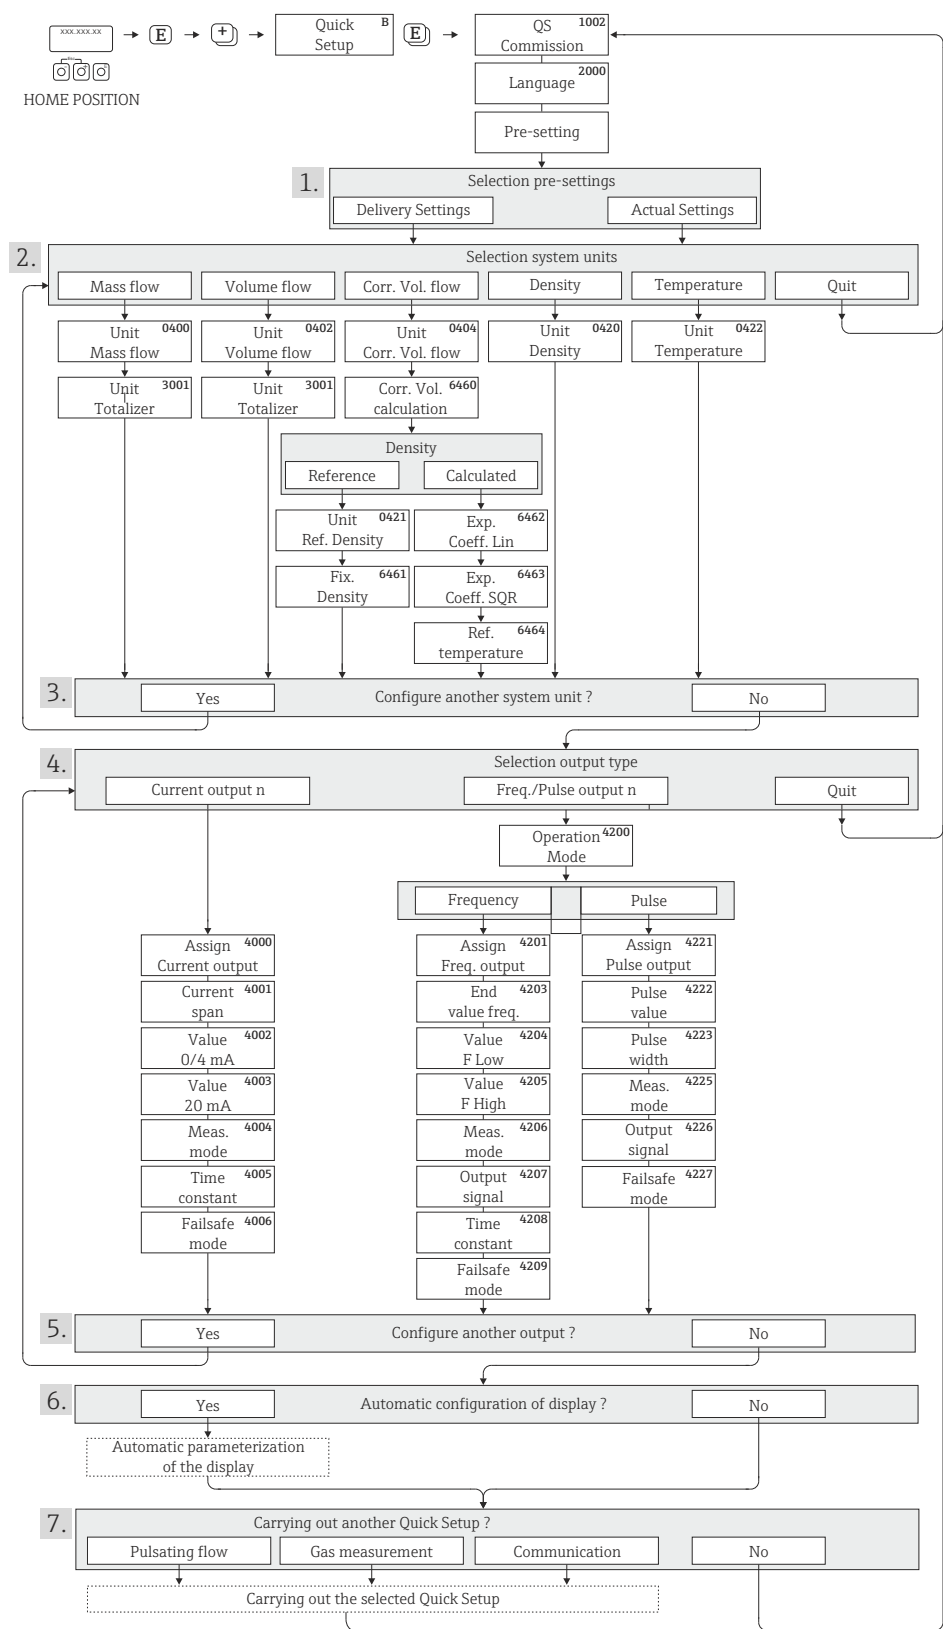 xxx.xxx.xx
E
+
Quick
Setup
B
E
QS
Commission
1002
HOME POSITION
Language
2000
Pre-setting
1.
Selection pre-settings
Delivery Settings
Actual Settings
2.
Selection system units
Mass flow
Volume flow
Corr. Vol. flow
Density
Temperature
Quit
Unit
Mass flow
0400
Unit
Volume flow
0402
Unit
Corr. Vol. flow
0404
Unit
Density
0420
Unit
Temperature
0422
Unit
Totalizer
3001
Unit
Totalizer
3001
Corr. Vol.
calculation
6460
Density
Reference
Calculated
Unit
Ref. Density
0421
Exp.
Coeff. Lin
6462
Fix.
Density
6461
Exp.
Coeff. SQR
6463
Ref.
temperature
6464
3.
Yes
Configure another system unit ?
No
4.
Selection output type
Current output n
Freq./Pulse output n
Quit
Operation
Mode
4200
Frequency
Pulse
Assign
Current output
4000
Assign
Freq. output
4201
Assign
Pulse output
4221
Current
span
4001
End
value freq.
4203
Pulse
value
4222
Value
0/4 mA
4002
Value
F Low
4204
Pulse
width
4223
Value
20 mA
4003
Value
F High
4205
Meas.
mode
4225
Meas.
mode
4004
Meas.
mode
4206
Output
signal
4226
Time
constant
4005
Output
signal
4207
Failsafe
mode
4227
Failsafe
mode
4006
Time
constant
4208
Failsafe
mode
4209
5.
Yes
Configure another output ?
No
6.
Yes
Automatic configuration of display ?
No
Automatic parameterization
of the display
7.
Carrying out another Quick Setup ?
Pulsating flow
Gas measurement
Communication
No
Carrying out the selected Quick Setup